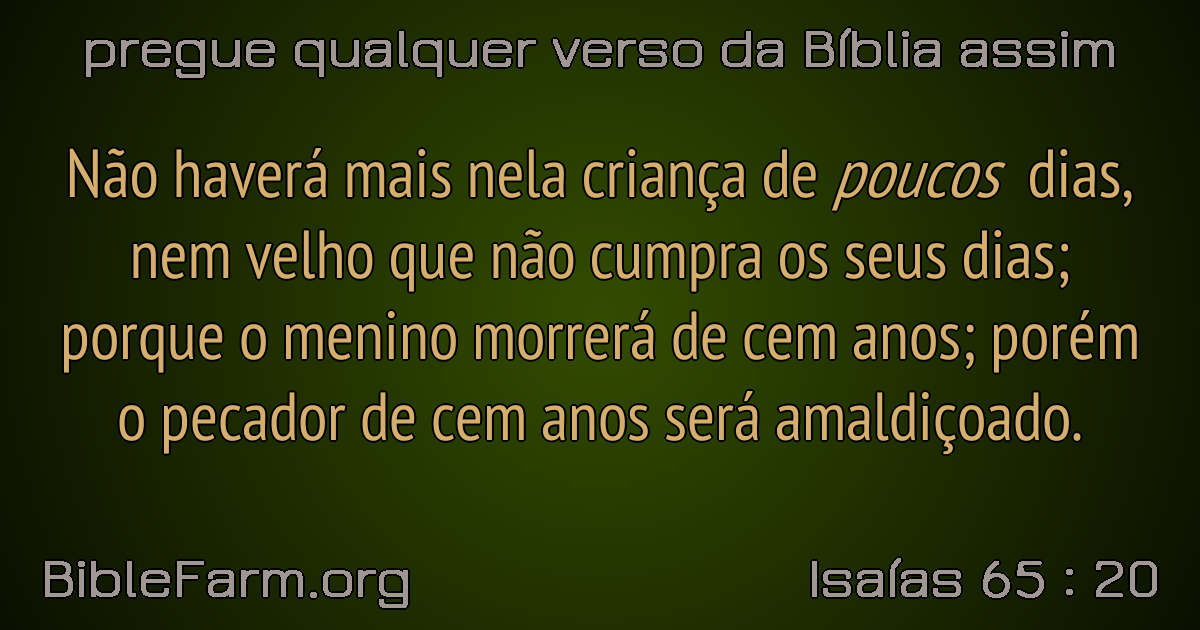 pregue qualquer verso da Bíblia assim
Não haverá mais nela criança de poucos dias,
nem velho que não cumpra os seus dias;
porque o menino morrerá de cem anos; porém
o pecador de cem anos será amaldiçoado.
BibleFarm.org
Isaías 65 : 20